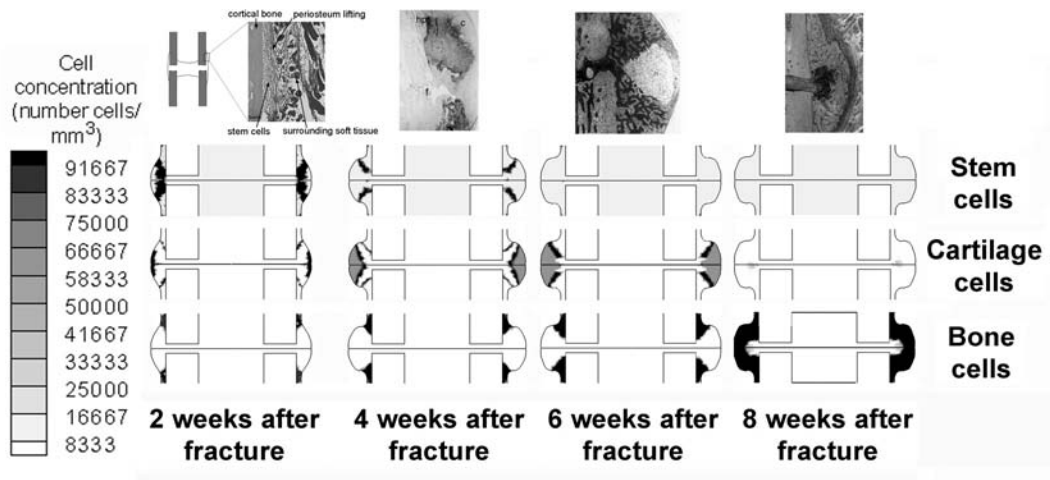 cortical bone
periosteum lifting
stem cells
surrounding soft tissue
c
Cell
concentration
(number cells/
mm3)
91667
83333
75000
66667
58333
50000
41667
33333
25000
16667
8333
Stem
cells
Cartilage
cells
Bone
cells
2 weeks after
fracture
4 weeks after
fracture
6 weeks after
fracture
8 weeks after
fracture